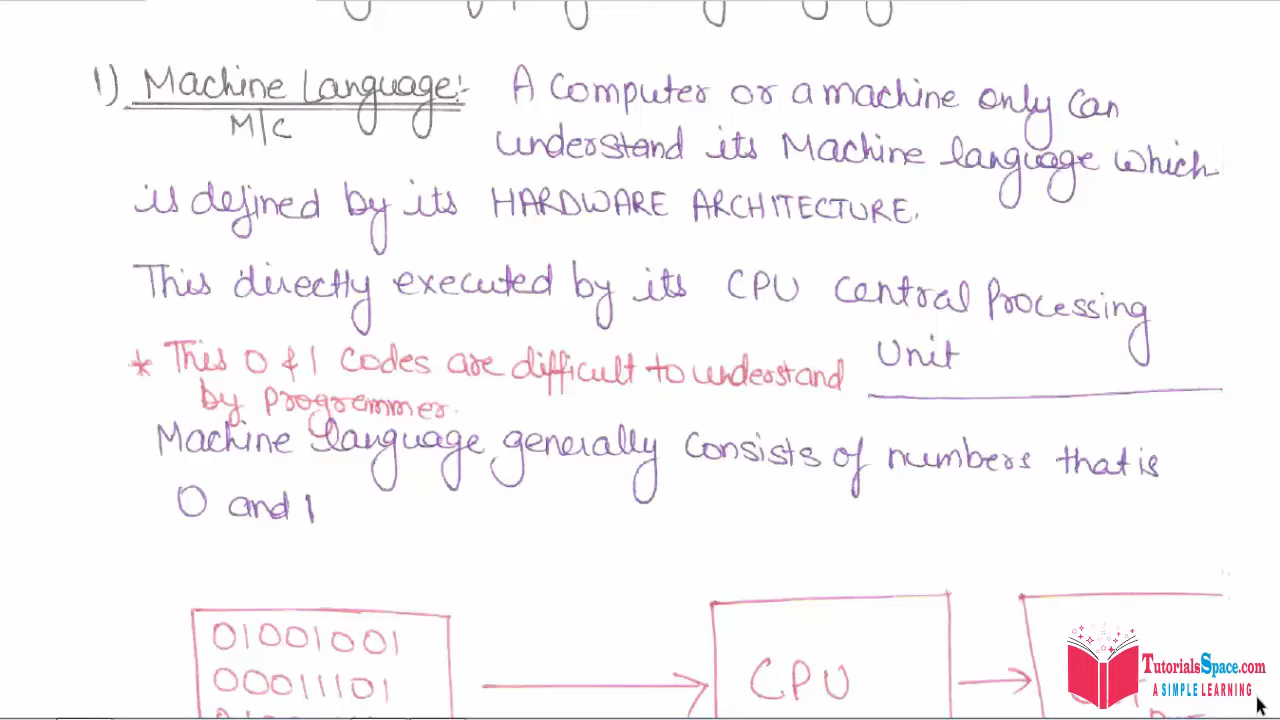 1) Machine Language:- A computer or a machine only can
M/C
understand its Machine language which
is defined by its HARDWARE ARCHITECTURE.
This directly executed by its CPU central Processing
Unit
* This 0 & 1 codes are difficult to understand
by progremmer.
Machine language generally consists of numbers that is
0 and 1
01001001
00011101
CPU
TutorialsSpace.com
A SIMPLE LEARNING